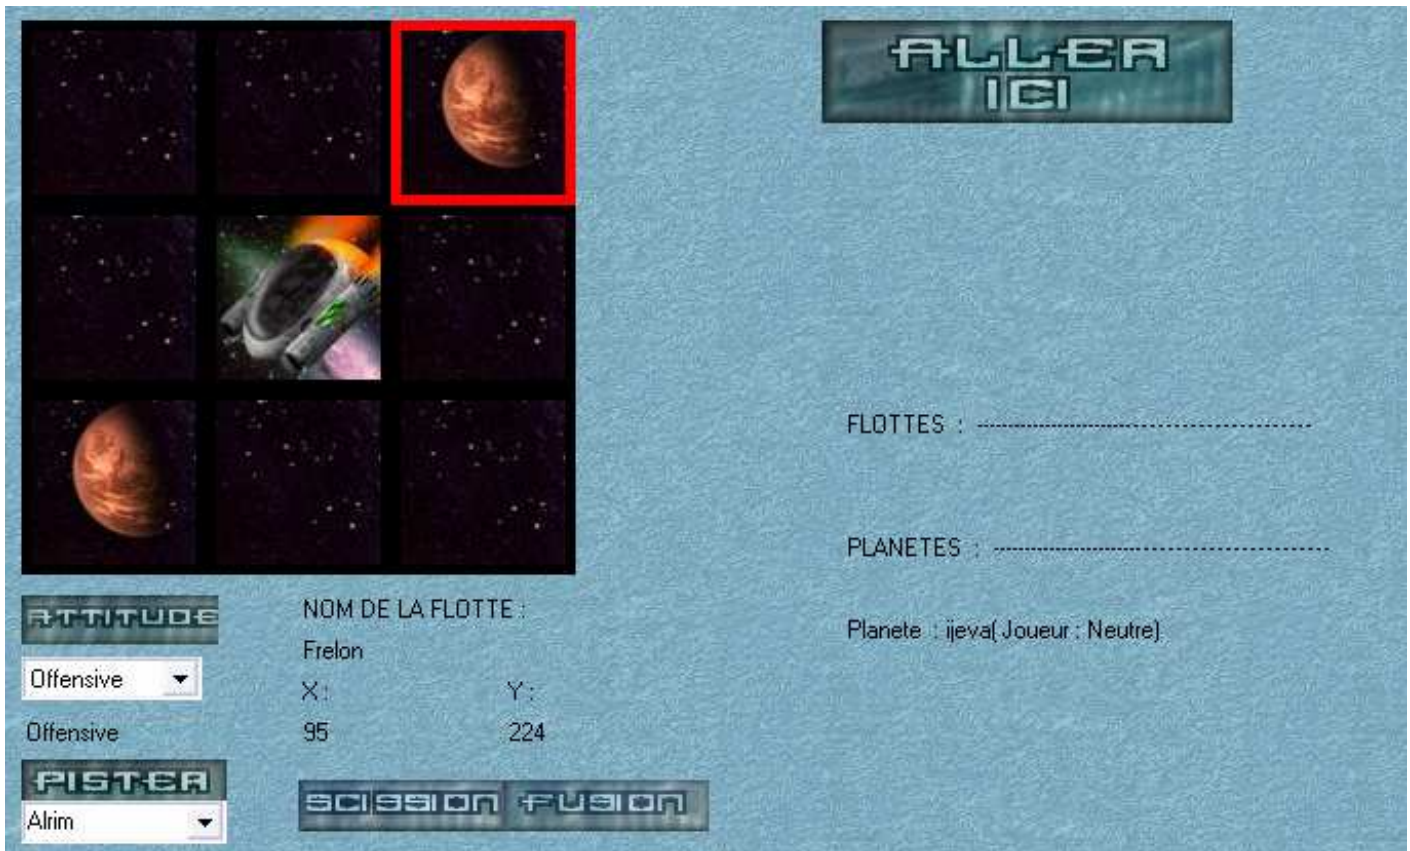 ALLER
ICI
FLOTTES : ----------------------------------------
PLANETES : ----------------------------------------
Planete : ijeva( Joueur : Neutre)
ATTITUDE
Offensive
Offensive
PISTER
Alrim
NOM DE LA FLOTTE :
Frelon
X : Y :
95 224
SCISSION FUSION